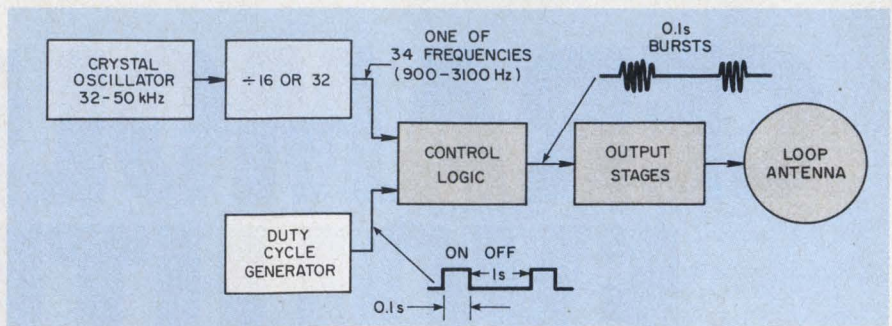 CRYSTAL
OSCILLATOR
32-50 kHz
÷16 OR 32
ONE OF
34 FREQUENCIES
(900-3100 Hz)
0.1s
BURSTS
CONTROL
LOGIC
OUTPUT
STAGES
LOOP
ANTENNA
DUTY
CYCLE
GENERATOR
ON OFF
1s
0.1s